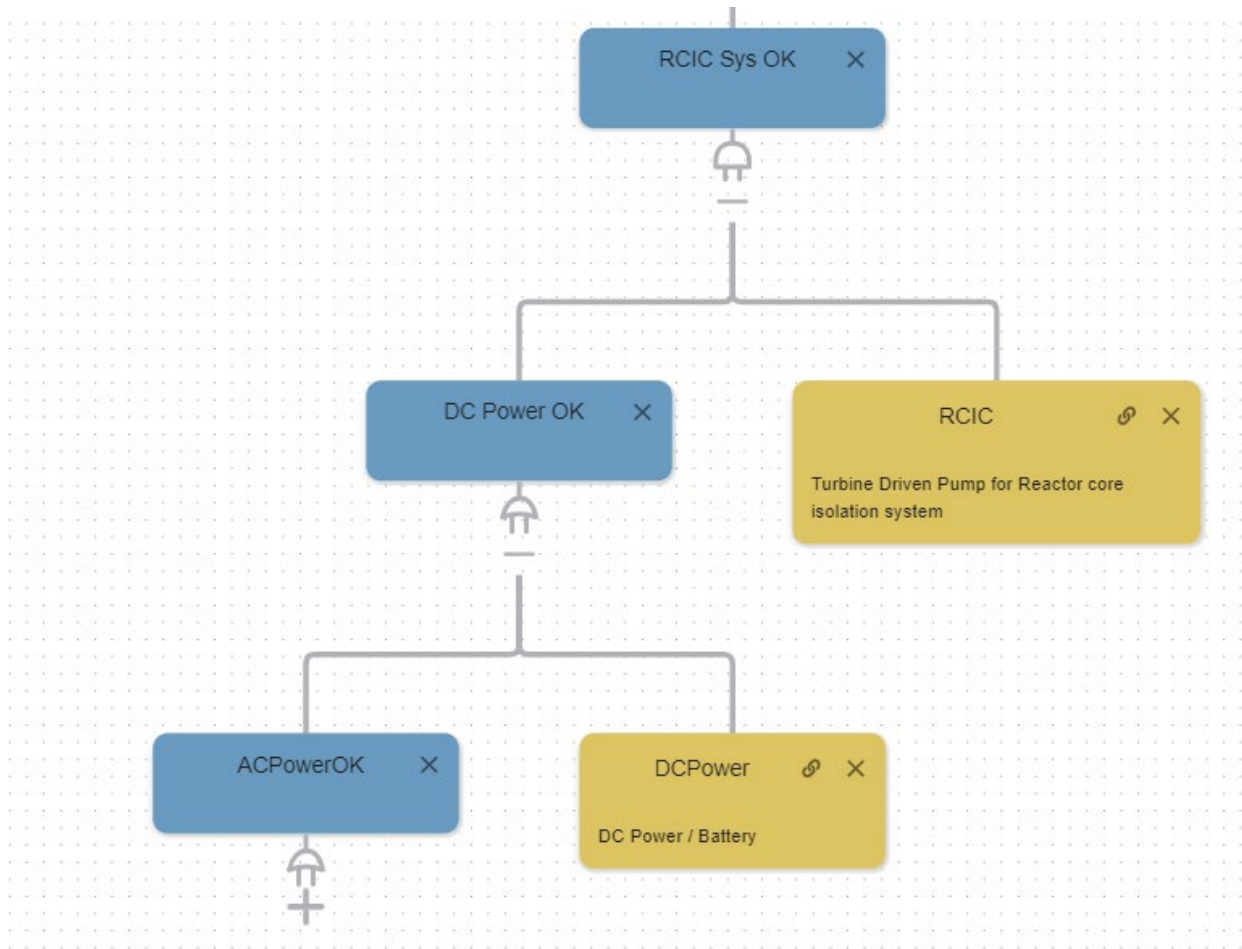 RCIC Sys OK
DC Power OK
RCIC
Turbine Driven Pump for Reactor core
isolation system
ACPowerOK
DCPower
DC Power / Battery